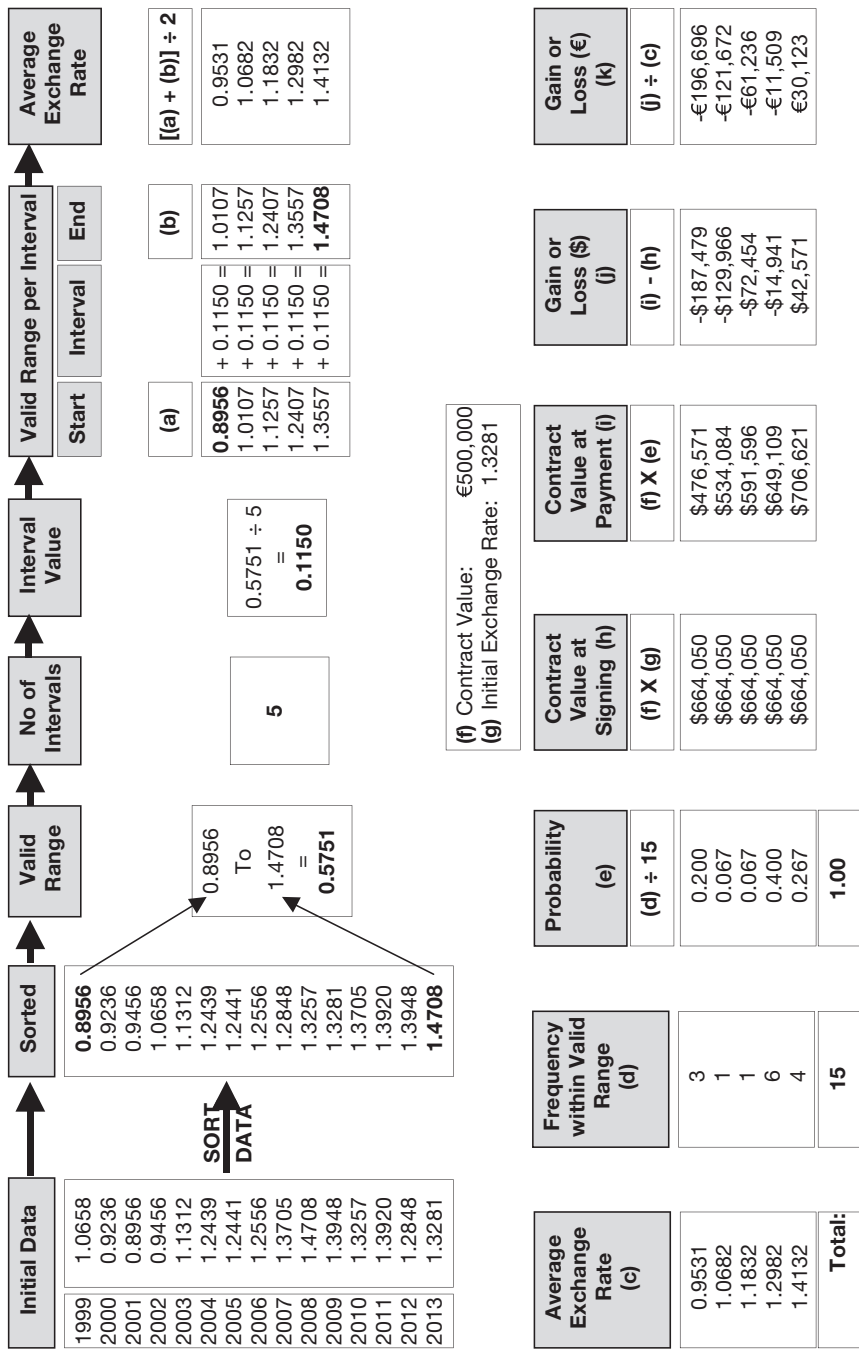 Initial Data
1999 1.0658
2000 0.9236
2001 0.8956
2002 0.9456
2003 1.1312
2004 1.2439
2005 1.2441
2006 1.2556
2007 1.3705
2008 1.4708
2009 1.3948
2010 1.3257
2011 1.3920
2012 1.2848
2013 1.3281
SORT
DATA
Sorted
0.8956
0.9236
0.9456
1.0658
1.1312
1.2439
1.2441
1.2556
1.2848
1.3257
1.3281
1.3705
1.3920
1.3948
1.4708
Valid
Range
0.8956
To
1.4708
=
0.5751
No of
Intervals
5
Interval
Value
0.5751 ÷ 5
=
0.1150
Valid Range per Interval
Start Interval End
(a) (b)
0.8956 + 0.1150 = 1.0107
1.0107 + 0.1150 = 1.1257
1.1257 + 0.1150 = 1.2407
1.2407 + 0.1150 = 1.3557
1.3557 + 0.1150 = 1.4708
Average
Exchange
Rate
[(a) + (b)] ÷ 2
0.9531
1.0682
1.1832
1.2982
1.4132
(f) Contract Value: €500,000
(g) Initial Exchange Rate: 1.3281
Average
Exchange
Rate
(c)
0.9531
1.0682
1.1832
1.2982
1.4132
Total:
Frequency
within Valid
Range
(d)
3
1
1
6
4
15
Probability
(e)
(d) ÷ 15
0.200
0.067
0.067
0.400
0.267
1.00
Contract
Value at
Signing (h)
(f) X (g)
$664,050
$664,050
$664,050
$664,050
$664,050
Contract
Value at
Payment (i)
(f) X (e)
$476,571
$534,084
$591,596
$649,109
$706,621
Gain or
Loss ($)
(j)
(i) - (h)
-$187,479
-$129,966
-$72,454
-$14,941
$42,571
Gain or
Loss (€)
(k)
(j) ÷ (c)
-€196,696
-€121,672
-€61,236
-€11,509
€30,123